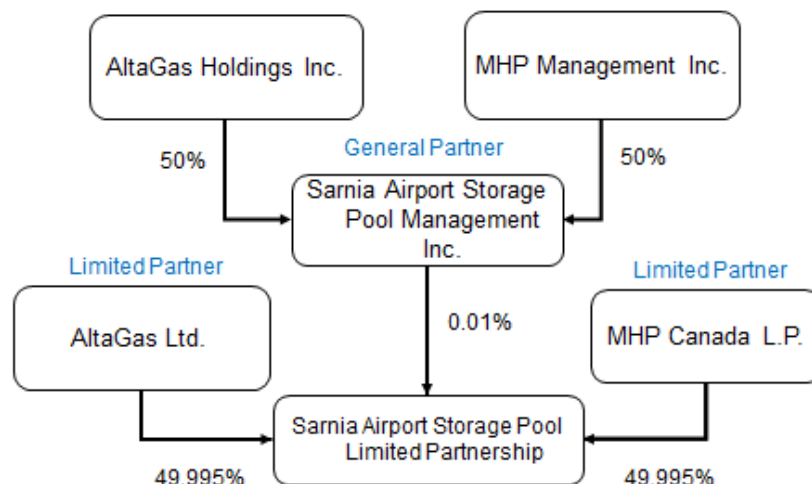 AltaGas Holdings Inc.
MHP Management Inc.
50%
General Partner
50%
Sarnia Airport Storage
Pool Management
Inc.
Limited Partner
Limited Partner
0.01%
AltaGas Ltd.
MHP Canada L.P.
Sarnia Airport Storage Pool
Limited Partnership
49.995%
49.995%